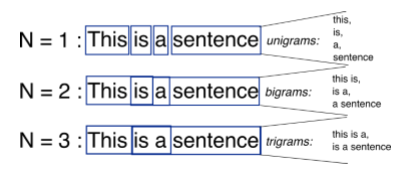 N = 1 : This is a sentence unigrams:
this,
is,
a,
sentence
N = 2 : This is a sentence bigrams:
this is,
is a,
a sentence
N = 3 : This is a sentence trigrams:
this is a,
is a sentence